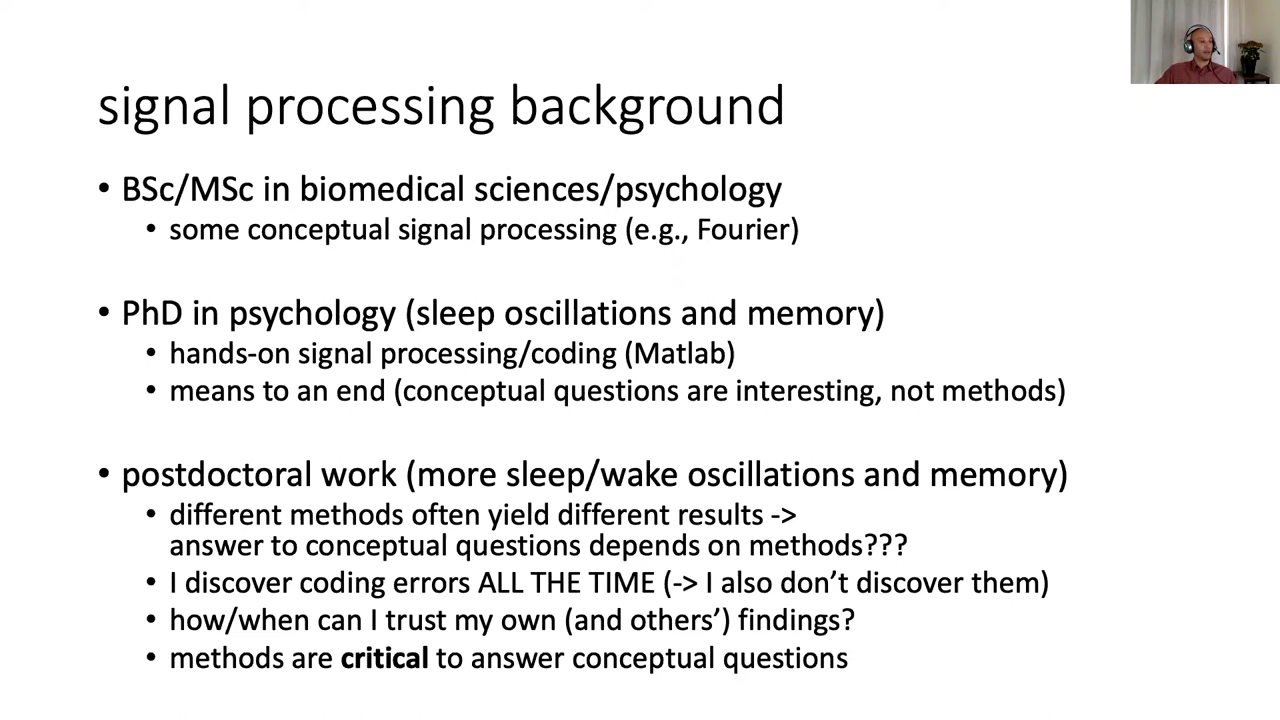 signal processing background
• BSc/MSc in biomedical sciences/psychology
• some conceptual signal processing (e.g., Fourier)
• PhD in psychology (sleep oscillations and memory)
• hands-on signal processing/coding (Matlab)
• means to an end (conceptual questions are interesting, not methods)
• postdoctoral work (more sleep/wake oscillations and memory)
• different methods often yield different results ->
answer to conceptual questions depends on methods???
• I discover coding errors ALL THE TIME (-> I also don’t discover them)
• how/when can I trust my own (and others’) findings?
• methods are critical to answer conceptual questions